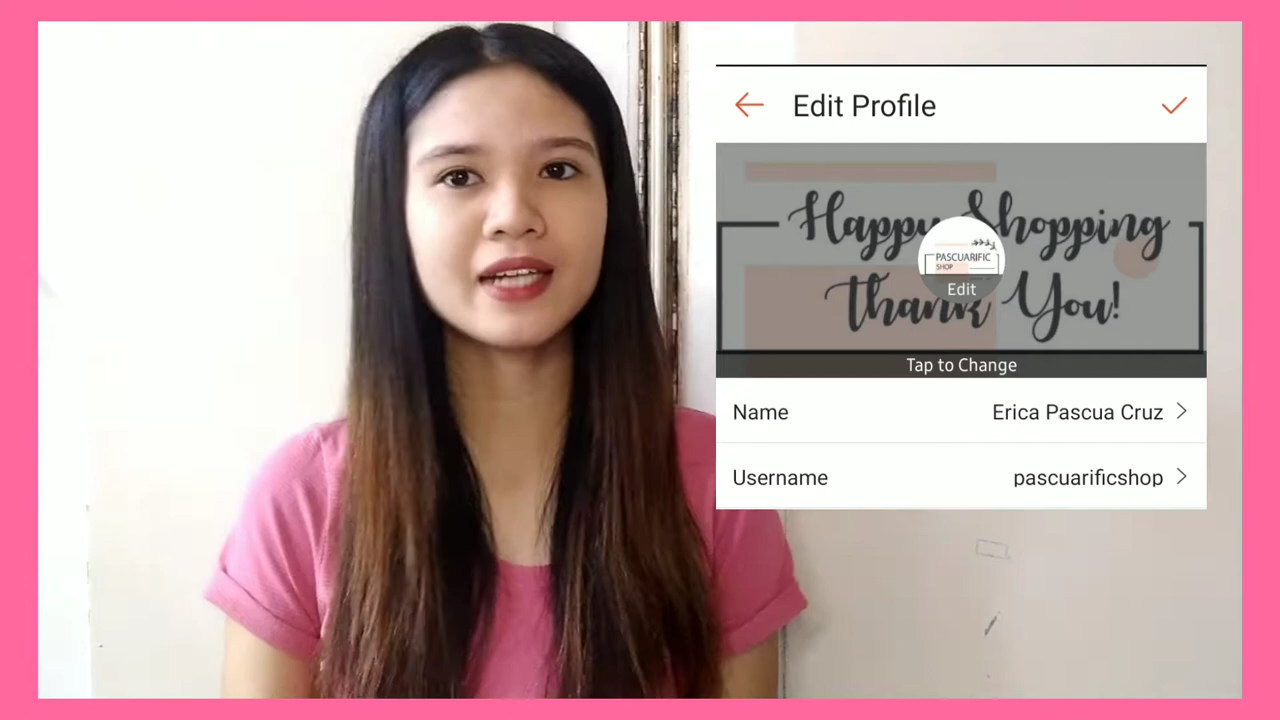 Edit Profile
Happy Shopping
PASCUARIFIC
SHOP
Edit
Thank You!
Tap to Change
Name Erica Pascua Cruz
Username pascuarificshop